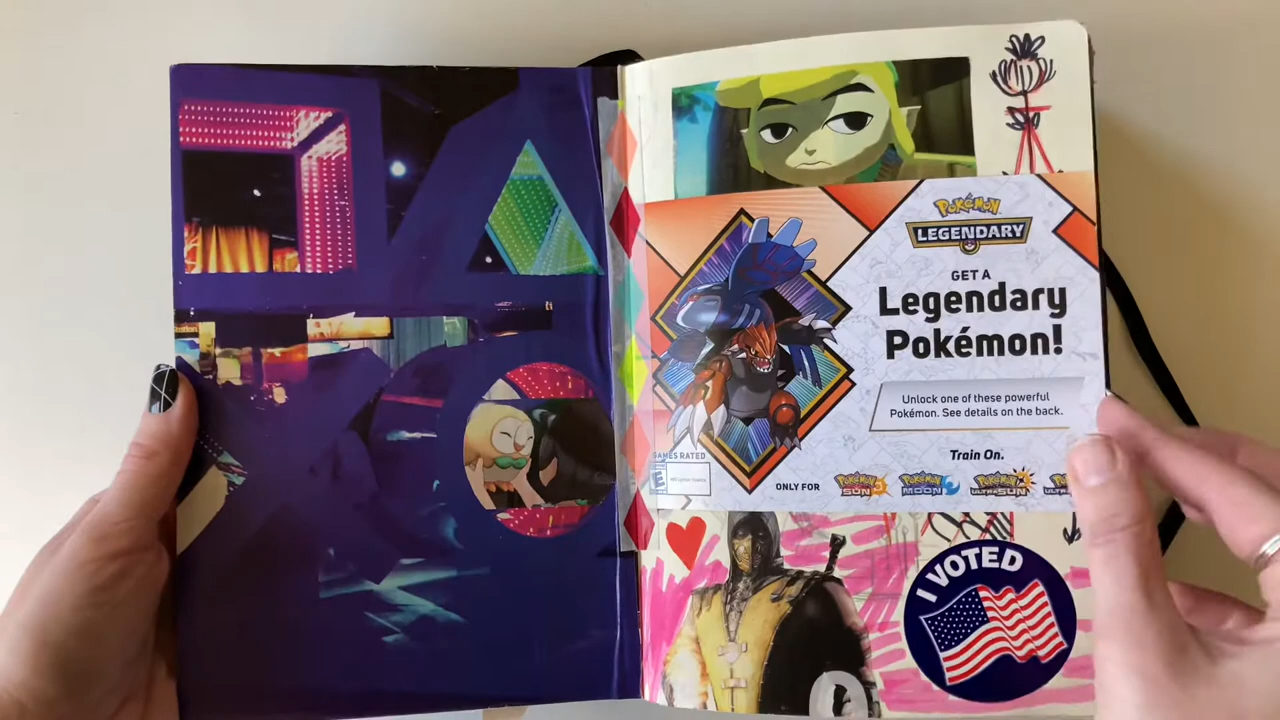 Pokémon
LEGENDARY
GET A
Legendary
Pokémon!
Unlock one of these powerful
Pokémon. See details on the back.
Train On.
GAMES RATED
E
ONLY FOR
Pokémon SUN
Pokémon MOON
Pokémon ULTRA SUN
I VOTED